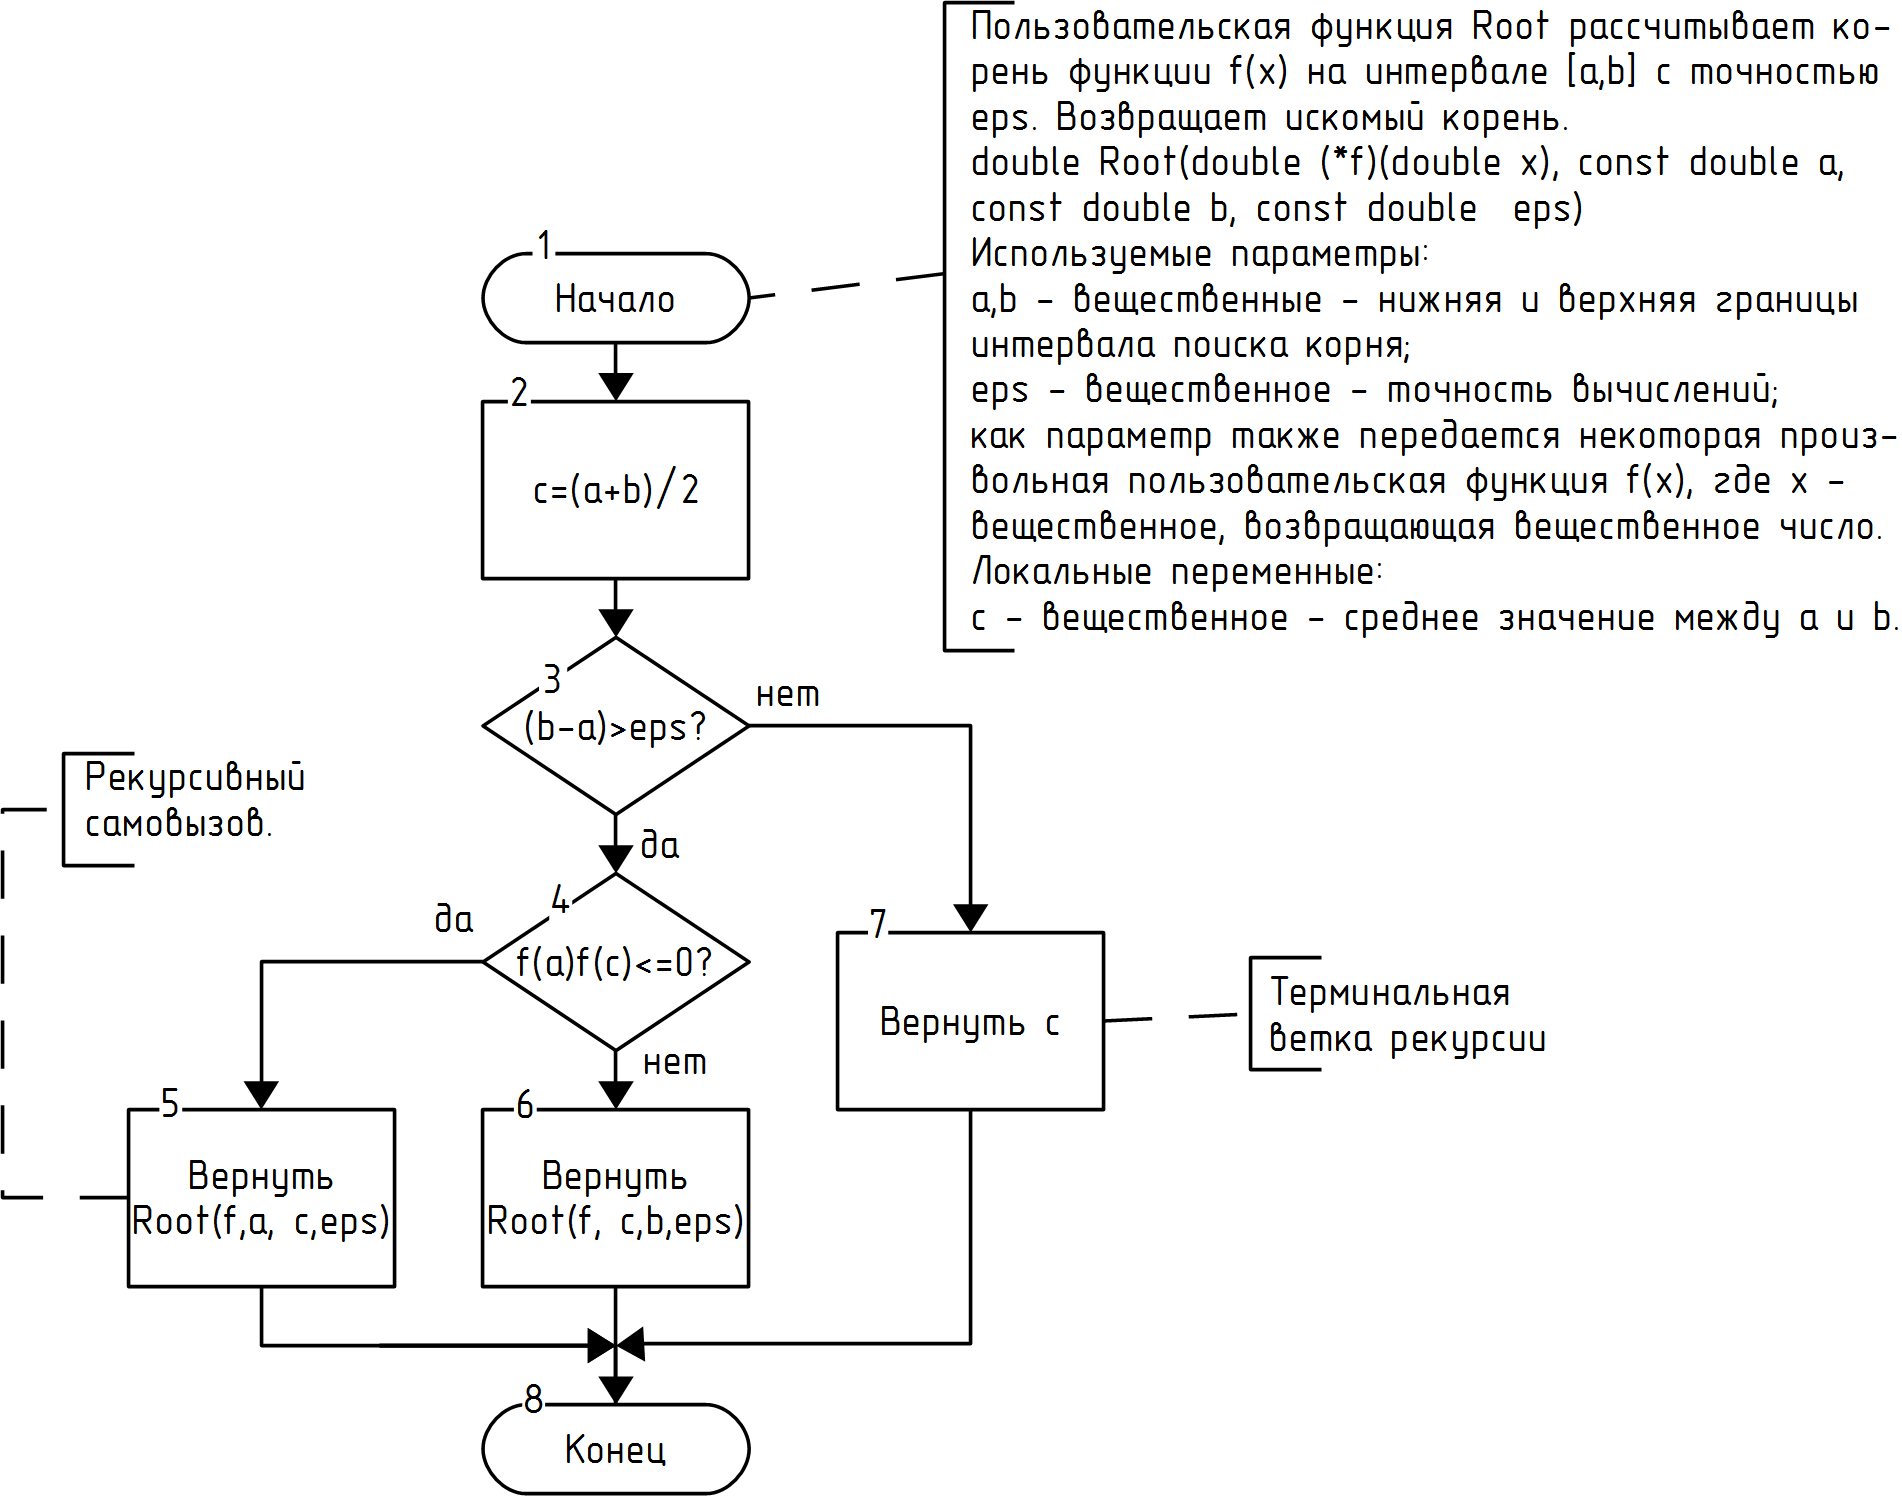 Пользовательская функция Root рассчитывает ко-
рень функции f(x) на интервале [a,b] с точностью
eps. Возвращает искомый корень.
double Root(double (*f)(double x), const double a,
const double b, const double eps)
Используемые параметры:
a,b - вещественные - нижняя и верхняя границы
интервала поиска корня;
eps - вещественное - точность вычислений;
как параметр также передается некоторая произ-
вольная пользовательская функция f(x), где x -
вещественное, возвращающая вещественное число.
Локальные переменные:
c - вещественное - среднее значение между a и b.
1
Начало
2
c=(a+b)/2
3
(b-a)>eps?
нет
да
Рекурсивный
самовызов.
4
f(a)f(c)<=0?
да
нет
7
Вернуть c
Терминальная
ветка рекурсии
5
Вернуть
Root(f,a, c,eps)
6
Вернуть
Root(f, c,b,eps)
8
Конец